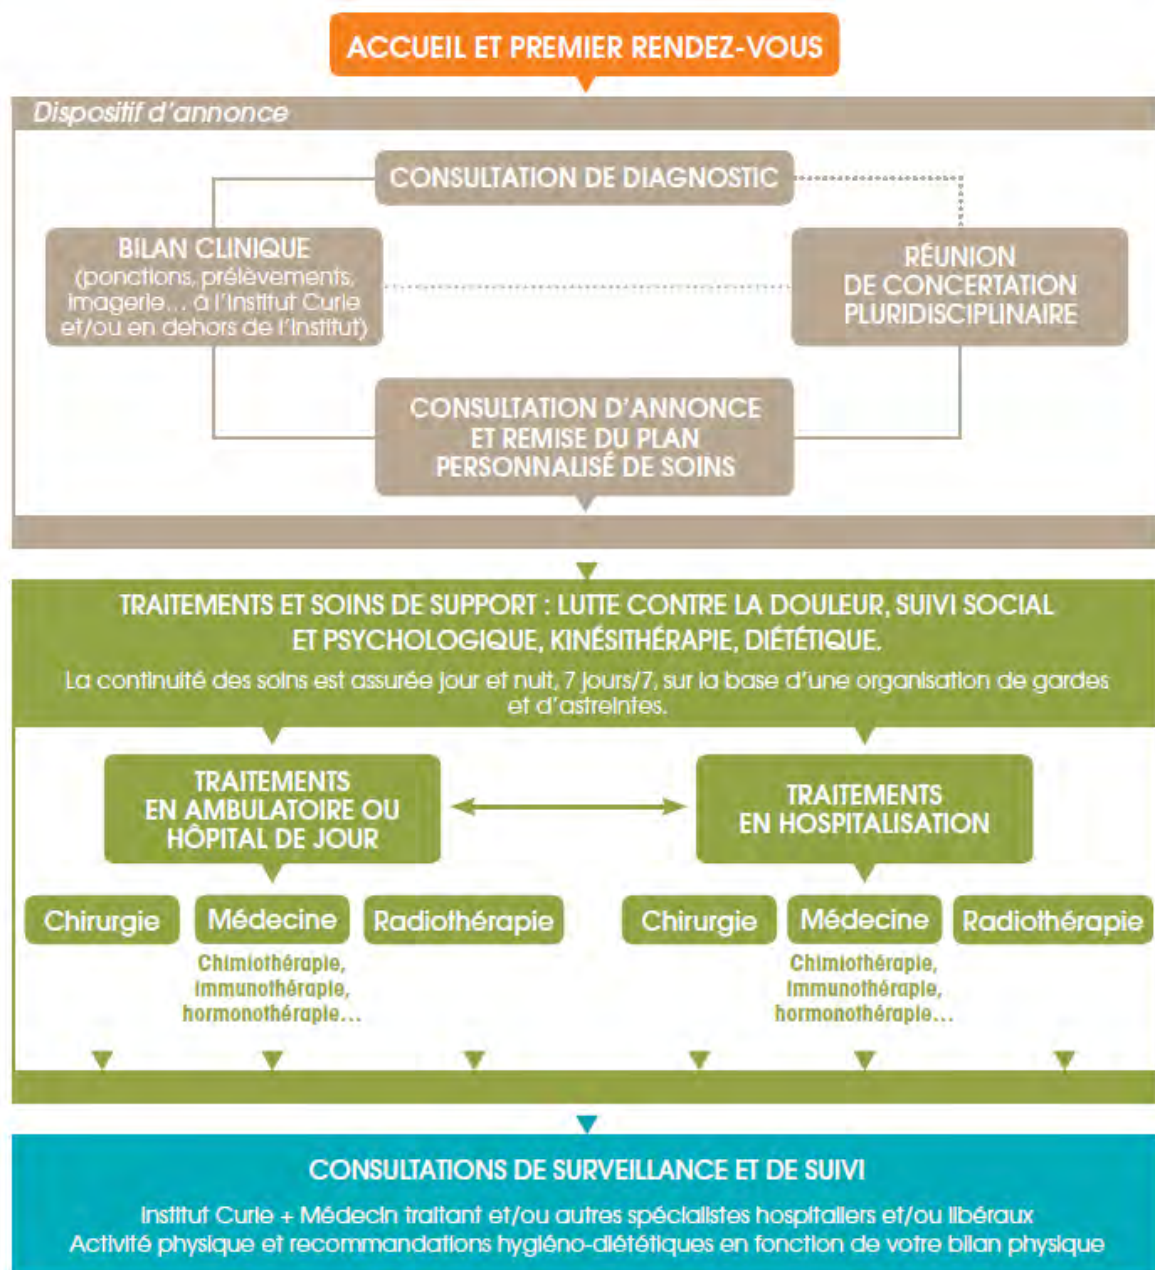 ACCUEIL ET PREMIER RENDEZ-VOUS
Dispositif d'annonce
CONSULTATION DE DIAGNOSTIC
BILAN CLINIQUE
(ponctions, prélèvements,
imagerie... à l'Institut Curie
et/ou en dehors de l'Institut)
RÉUNION
DE CONCERTATION
PLURIDISCIPLINAIRE
CONSULTATION D'ANNONCE
ET REMISE DU PLAN
PERSONNALISÉ DE SOINS
TRAITEMENTS ET SOINS DE SUPPORT : LUTTE CONTRE LA DOULEUR, SUIVI SOCIAL
ET PSYCHOLOGIQUE, KINÉSITHÉRAPIE, DIÉTÉTIQUE.
La continuité des soins est assurée jour et nuit, 7 jours/7, sur la base d'une organisation de gardes
et d'astreintes.
TRAITEMENTS
EN AMBULATOIRE OU
HÔPITAL DE JOUR
TRAITEMENTS
EN HOSPITALISATION
Chirurgie
Médecine
Radiothérapie
Chimiothérapie,
immunothérapie,
hormonothérapie...
Chirurgie
Médecine
Radiothérapie
Chimiothérapie,
immunothérapie,
hormonothérapie...
CONSULTATIONS DE SURVEILLANCE ET DE SUIVI
Institut Curie + Médecin traitant et/ou autres spécialistes hospitaliers et/ou libéraux
Activité physique et recommandations hygiéno-diététiques en fonction de votre bilan physique